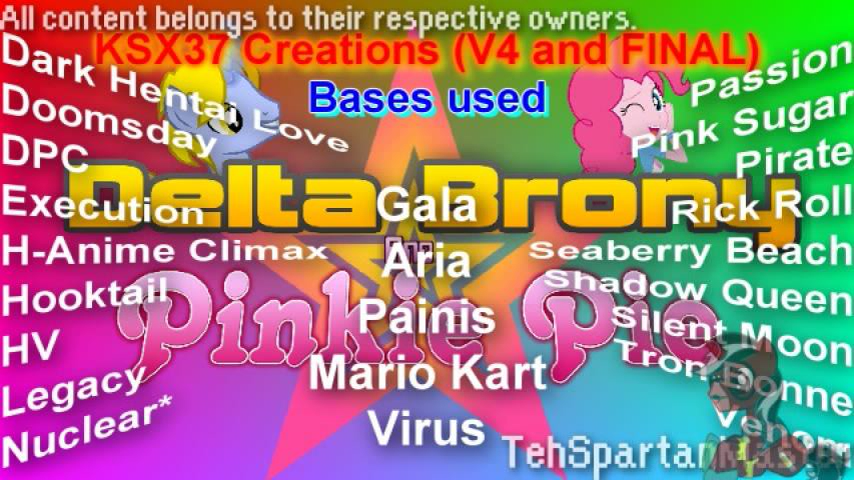 All content belongs to their respective owners.
KSX37 Creations (V4 and FINAL)
Bases used
Dark Hentai Love
Doomsday
DPC
Execution
H-Anime Climax
Hooktail
HV
Legacy
Nuclear*
Delta Brony
Pinkie Pie
Gala
Aria
Painis
Mario Kart
Virus
Passion
Pink Sugar
Pirate
Rick Roll
Seaberry Beach
Shadow Queen
Silent Moon
Tron Bonne
Venom
TehSpartanMaster